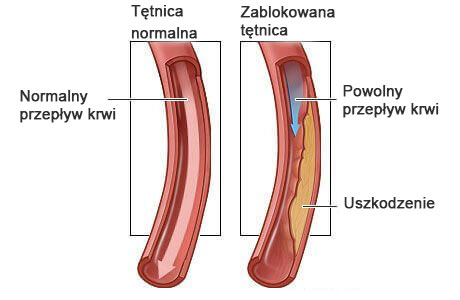 Tętnica
normalna
Zablokowana
tętnica
Normalny
przepływ krwi
Powolny
przepływ krwi
Uszkodzenie